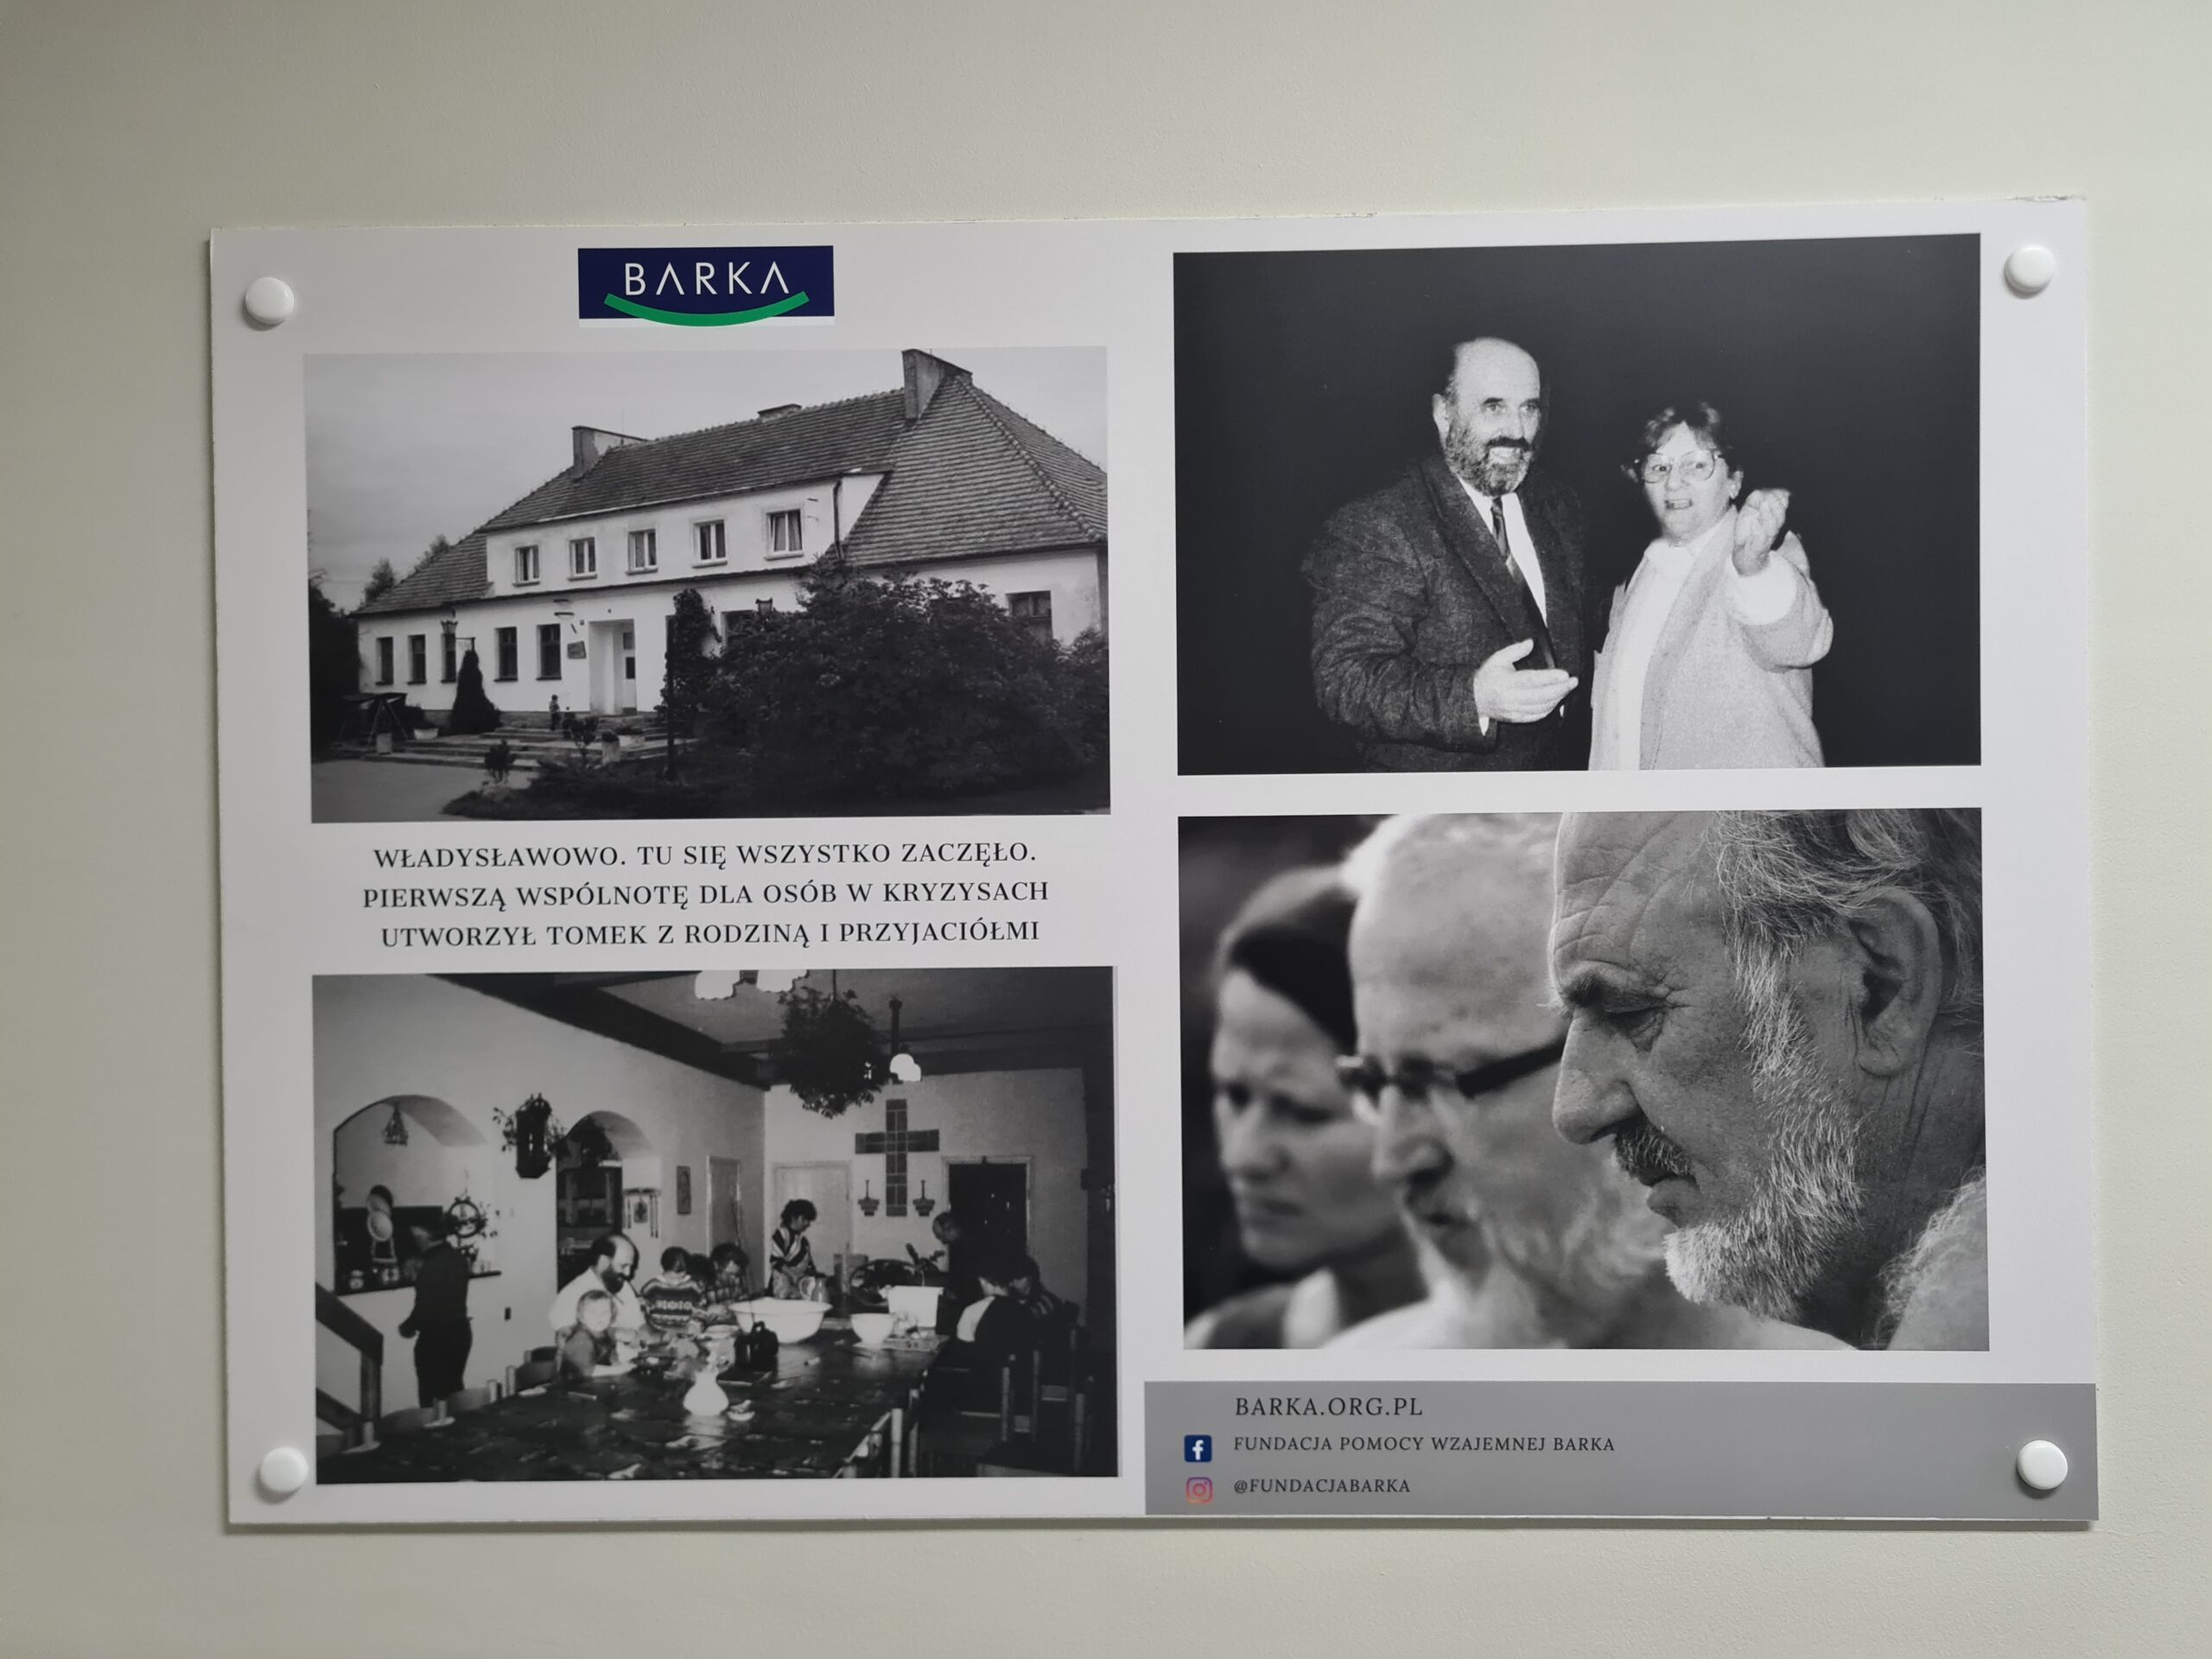 BARKA
WŁADYSŁAWOWO. TU SIĘ WSZYSTKO ZACZĘŁO.
PIERWSZĄ WSPÓLNOTĘ DLA OSÓB W KRYZYSACH
UTWORZYŁ TOMEK Z RODZINĄ I PRZYJACIÓŁMI
BARKA.ORG.PL
FUNDACJA POMOCY WZAJEMNEJ BARKA
@FUNDACJABARKA